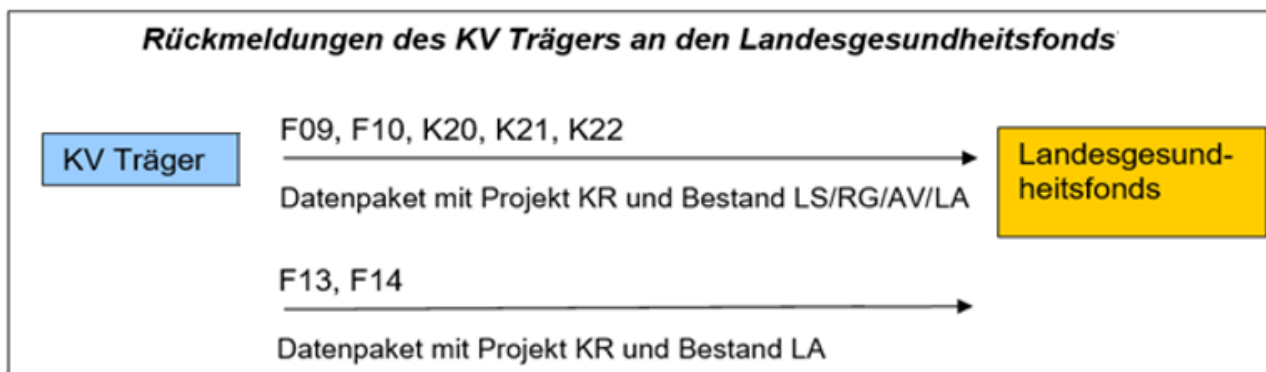 Rückmeldungen des KV Trägers an den Landesgesundheitsfonds
F09, F10, K20, K21, K22
KV Träger
Landesgesund-
heitsfonds
Datenpaket mit Projekt KR und Bestand LS/RG/AV/LA
F13, F14
Datenpaket mit Projekt KR und Bestand LA